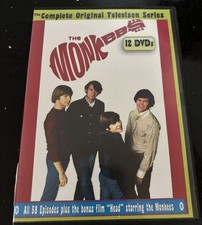 The Complete Original Television Series
THE
MONKEES
12 DVDs
All 58 Episodes plus the bonus film "Head" starring the Monkees